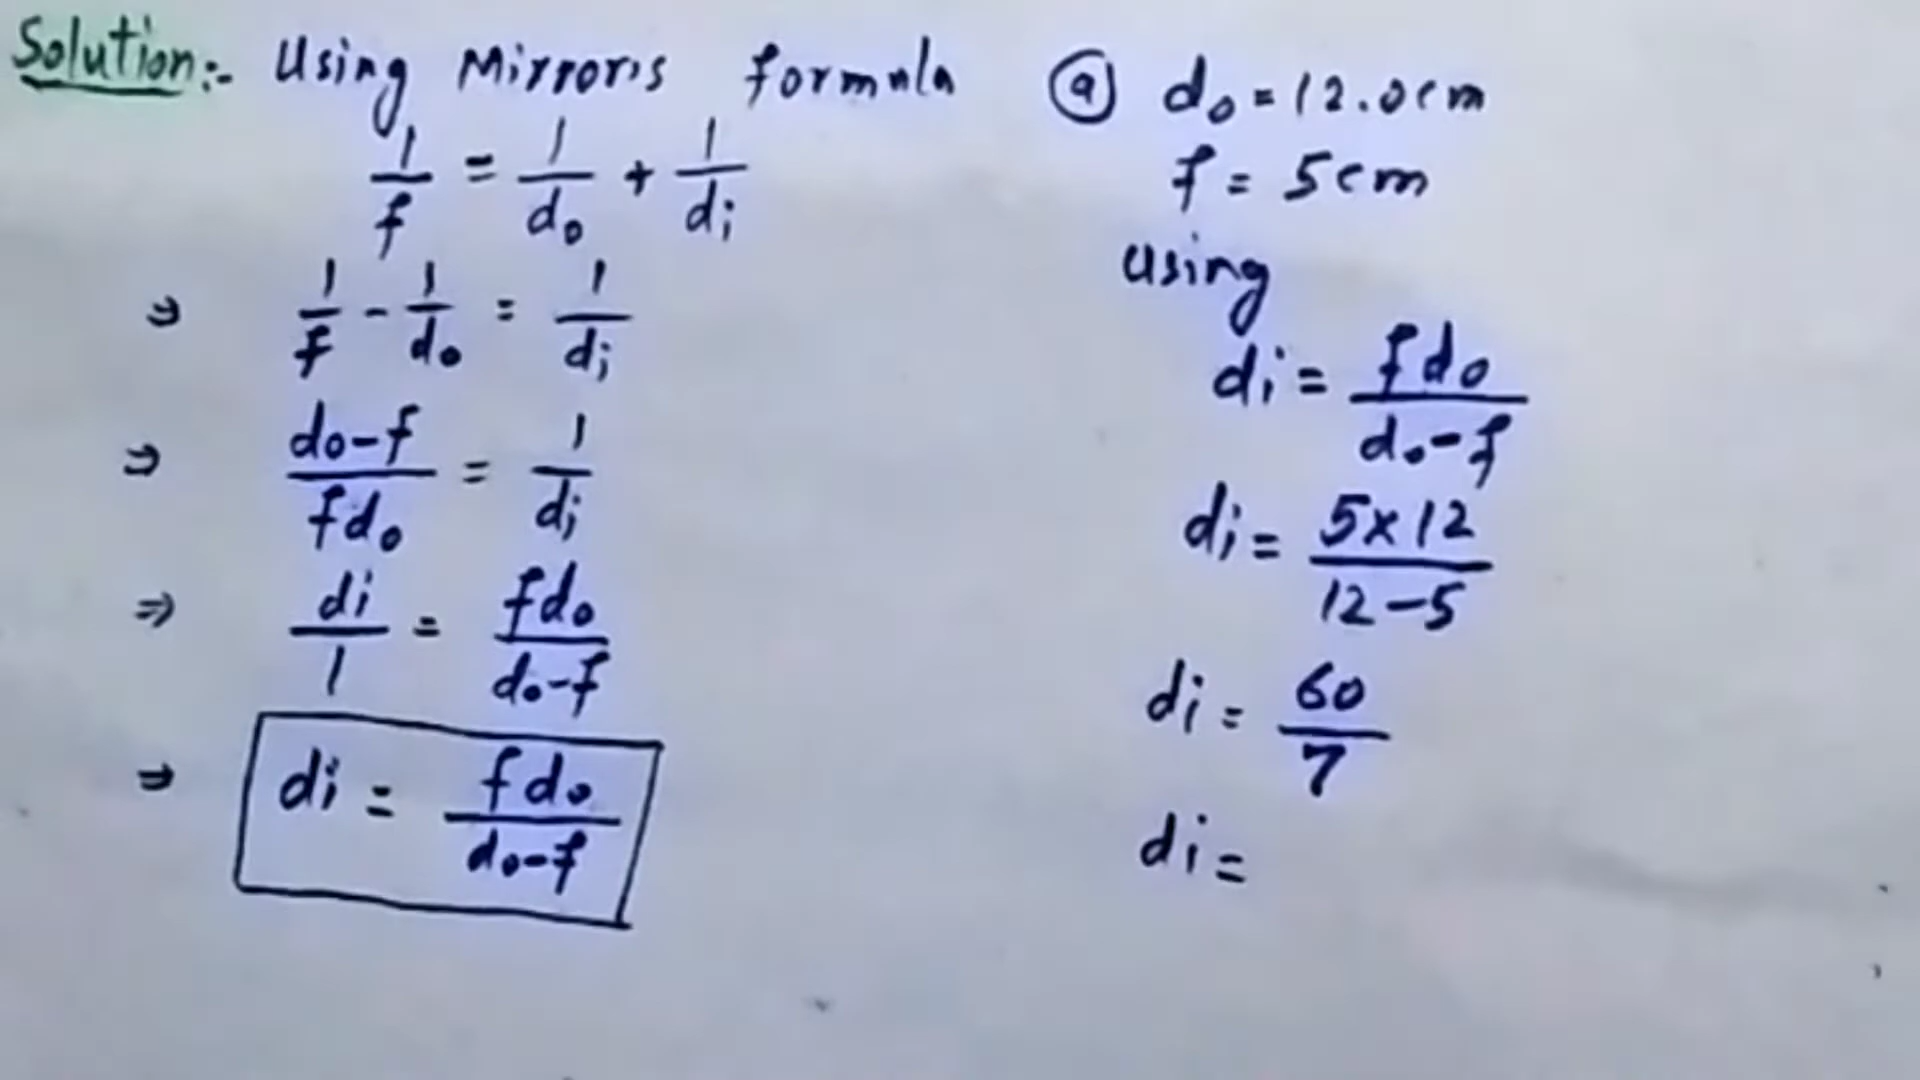 Solution:- Using Mirrors formula
1/f = 1/do + 1/di
⇒ 1/f - 1/do = 1/di
⇒ do-f/fdo = 1/di
⇒ di/1 = fdo/do-f
⇒ di = fdo/do-f
(a) do = 12.0cm
f = 5cm
using
di = fdo/do-f
di = 5x12/12-5
di = 60/7
di =